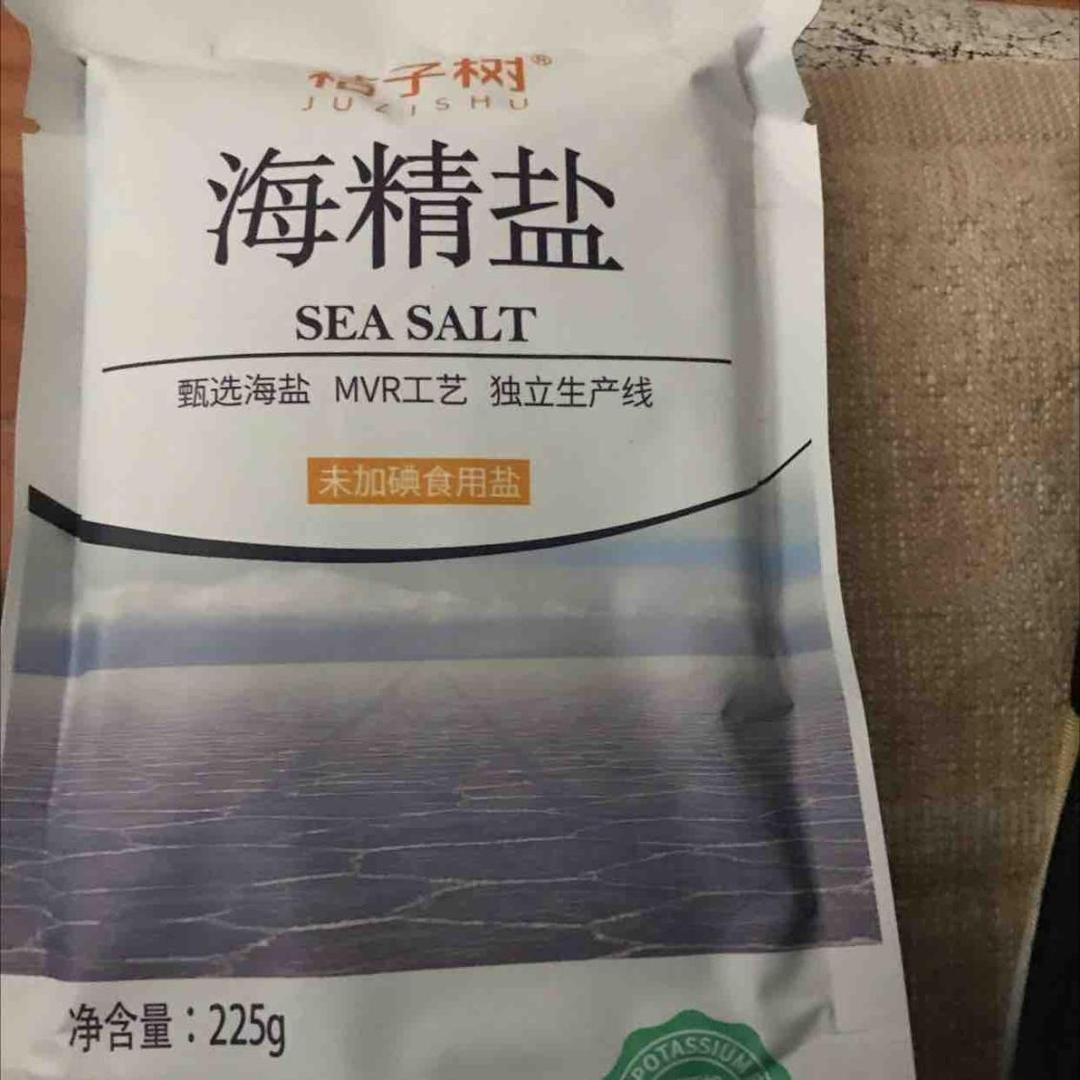 桔子树®
JUZISHU
海精盐
SEA SALT
甄选海盐 MVR工艺 独立生产线
未加碘食用盐
净含量：225g
POTASSIUM